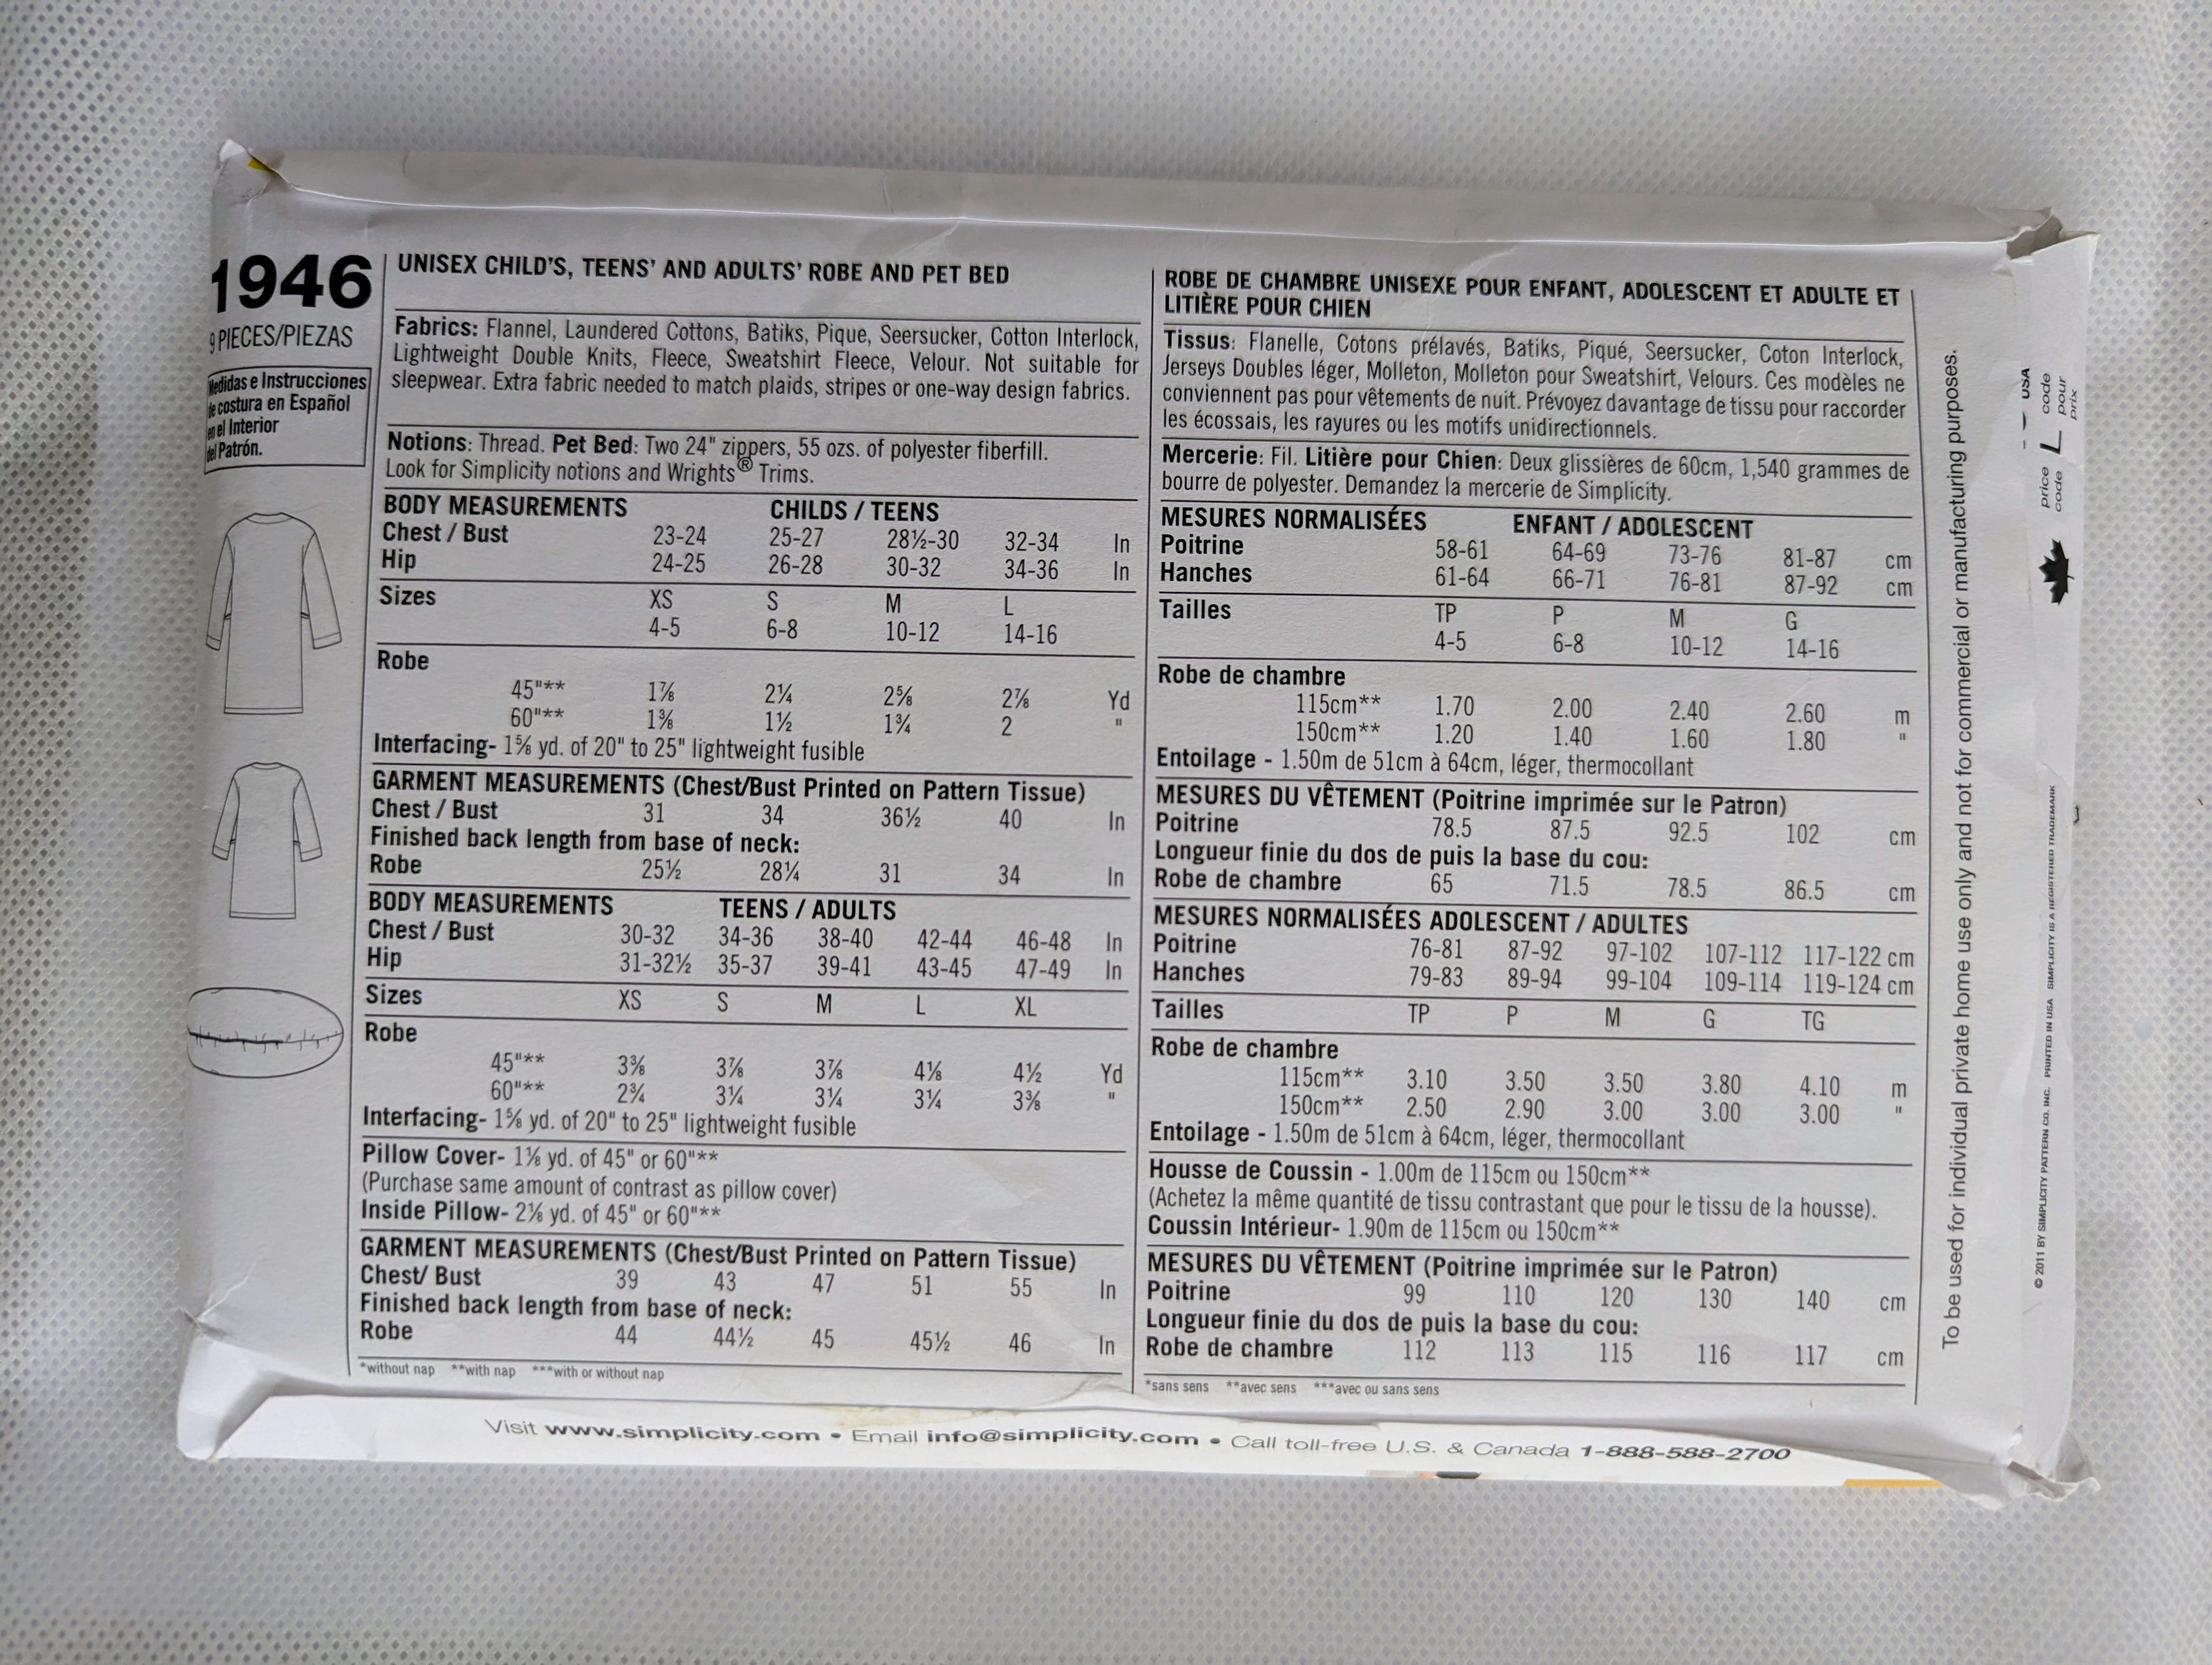 1946
9 PIECES/PIEZAS
Medidas e Instrucciones
de costura en Español
en el Interior
del Patrón.
UNISEX CHILD'S, TEENS' AND ADULTS' ROBE AND PET BED
Fabrics: Flannel, Laundered Cottons, Batiks, Pique, Seersucker, Cotton Interlock,
Lightweight Double Knits, Fleece, Sweatshirt Fleece, Velour. Not suitable for
sleepwear. Extra fabric needed to match plaids, stripes or one-way design fabrics.
Notions: Thread. Pet Bed: Two 24" zippers, 55 ozs. of polyester fiberfill.
Look for Simplicity notions and Wrights® Trims.
BODY MEASUREMENTS CHILDS / TEENS
Chest / Bust 23-24 25-27 28½-30 32-34 In
Hip 24-25 26-28 30-32 34-36 In
Sizes XS S M L
4-5 6-8 10-12 14-16
Robe
45"** 1⅞ 2¼ 2⅝ 2⅞ Yd
60"** 1⅜ 1½ 1¾ 2 "
Interfacing- 1⅝ yd. of 20" to 25" lightweight fusible
GARMENT MEASUREMENTS (Chest/Bust Printed on Pattern Tissue)
Chest / Bust 31 34 36½ 40 In
Finished back length from base of neck:
Robe 25½ 28¼ 31 34 In
BODY MEASUREMENTS TEENS / ADULTS
Chest / Bust 30-32 34-36 38-40 42-44 46-48 In
Hip 31-32½ 35-37 39-41 43-45 47-49 In
Sizes XS S M L XL
Robe
45"** 3⅜ 3⅞ 3⅞ 4⅛ 4½ Yd
60"** 2¾ 3¼ 3¼ 3¼ 3⅜ "
Interfacing- 1⅝ yd. of 20" to 25" lightweight fusible
Pillow Cover- 1⅛ yd. of 45" or 60"**
(Purchase same amount of contrast as pillow cover)
Inside Pillow- 2⅛ yd. of 45" or 60"**
GARMENT MEASUREMENTS (Chest/Bust Printed on Pattern Tissue)
Chest/ Bust 39 43 47 51 55 In
Finished back length from base of neck:
Robe 44 44½ 45 45½ 46 In
*without nap **with nap ***with or without nap
ROBE DE CHAMBRE UNISEXE POUR ENFANT, ADOLESCENT ET ADULTE ET
LITIÈRE POUR CHIEN
Tissus: Flanelle, Cotons prélavés, Batiks, Piqué, Seersucker, Coton Interlock,
Jerseys Doubles léger, Molleton, Molleton pour Sweatshirt, Velours. Ces modèles ne
conviennent pas pour vêtements de nuit. Prévoyez davantage de tissu pour raccorder
les écossais, les rayures ou les motifs unidirectionnels.
Mercerie: Fil. Litière pour Chien: Deux glissières de 60cm, 1,540 grammes de
bourre de polyester. Demandez la mercerie de Simplicity.
MESURES NORMALISÉES ENFANT / ADOLESCENT
Poitrine 58-61 64-69 73-76 81-87 cm
Hanches 61-64 66-71 76-81 87-92 cm
Tailles TP P M G
4-5 6-8 10-12 14-16
Robe de chambre
115cm** 1.70 2.00 2.40 2.60 m
150cm** 1.20 1.40 1.60 1.80 "
Entoilage - 1.50m de 51cm à 64cm, léger, thermocollant
MESURES DU VÊTEMENT (Poitrine imprimée sur le Patron)
Poitrine 78.5 87.5 92.5 102 cm
Longueur finie du dos de puis la base du cou:
Robe de chambre 65 71.5 78.5 86.5 cm
MESURES NORMALISÉES ADOLESCENT / ADULTES
Poitrine 76-81 87-92 97-102 107-112 117-122 cm
Hanches 79-83 89-94 99-104 109-114 119-124 cm
Tailles TP P M G TG
Robe de chambre
115cm** 3.10 3.50 3.50 3.80 4.10 m
150cm** 2.50 2.90 3.00 3.00 3.00 "
Entoilage - 1.50m de 51cm à 64cm, léger, thermocollant
Housse de Coussin - 1.00m de 115cm ou 150cm**
(Achetez la même quantité de tissu contrastant que pour le tissu de la housse).
Coussin Intérieur- 1.90m de 115cm ou 150cm**
MESURES DU VÊTEMENT (Poitrine imprimée sur le Patron)
Poitrine 99 110 120 130 140 cm
Longueur finie du dos de puis la base du cou:
Robe de chambre 112 113 115 116 117 cm
*sans sens **avec sens ***avec ou sans sens
To be used for individual private home use only and not for commercial or manufacturing purposes.
USA
price code L code pour prix
© 2011 BY SIMPLICITY PATTERN CO. INC. PRINTED IN USA SIMPLICITY IS A REGISTERED TRADEMARK
Visit www.simplicity.com • Email info@simplicity.com • Call toll-free U.S. & Canada 1-888-588-2700